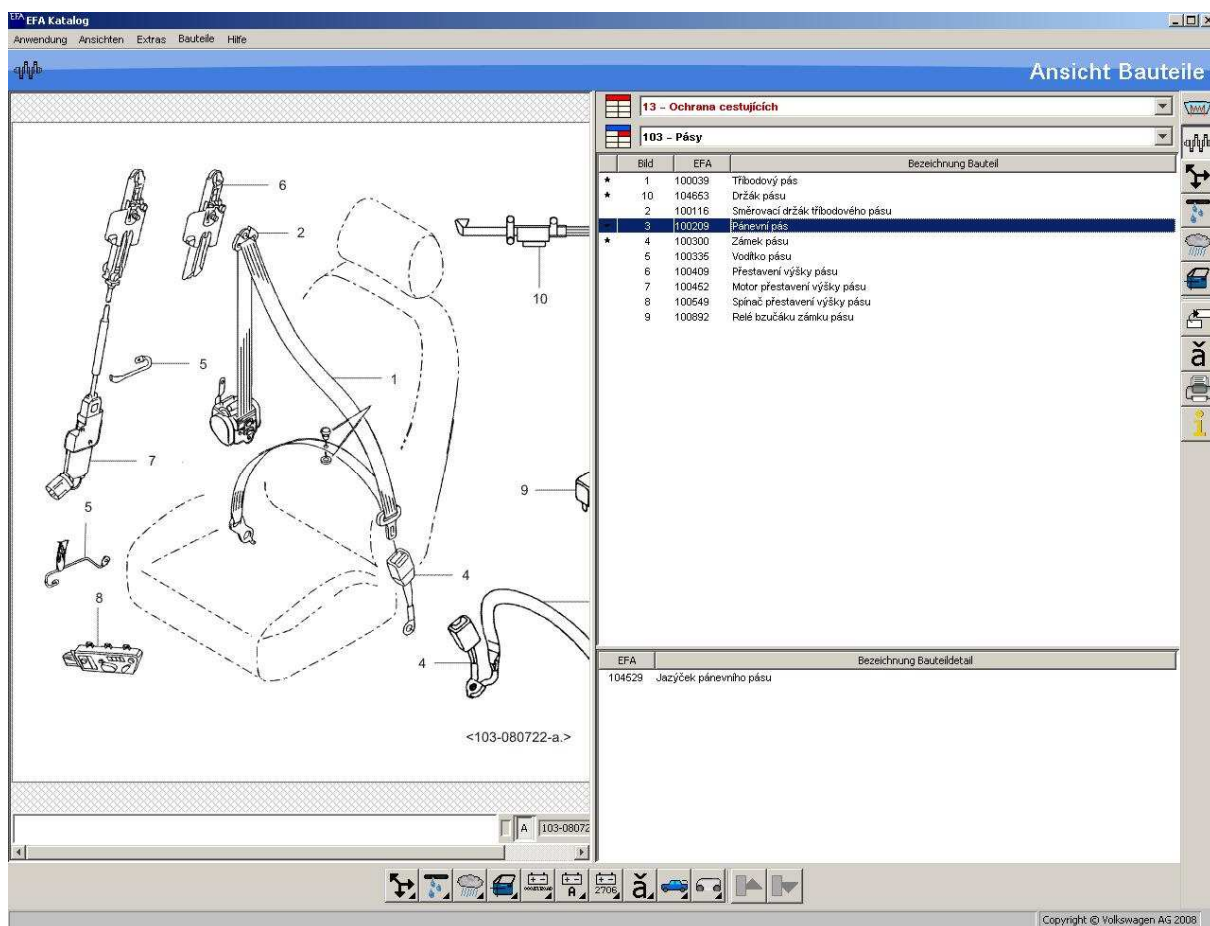 EFA EFA Katalog
Anwendung Ansichten Extras Bauteile Hilfe
Ansicht Bauteile
13 - Ochrana cestujících
103 - Pásy
Bild EFA Bezeichnung Bauteil
* 1 100039 Tříbodový pás
* 10 104653 Držák pásu
2 100116 Směrovací držák tříbodového pásu
3 100209 Pánevní pás
* 4 100300 Zámek pásu
5 100335 Vodítko pásu
6 100409 Přestavení výšky pásu
7 100452 Motor přestavení výšky pásu
8 100549 Spínač přestavení výšky pásu
9 100892 Relé bzučáku zámku pásu
6
2
10
5
1
7
9
5
4
8
4
<103-080722-a.>
A 103-08072
EFA Bezeichnung Bauteildetail
104529 Jazýček pánevního pásu
ă
i
A
2706
ă
Copyright © Volkswagen AG 2008